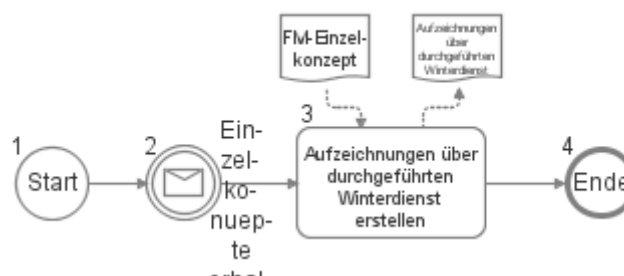 FM-Einzel-
konzept
Aufzeichnungen
über
durchgeführten
Winterdienst
1
Start
2
Ein-
zel-
ko-
nuep-
te
erhal-
3
Aufzeichnungen über
durchgeführten
Winterdienst
erstellen
4
Ende